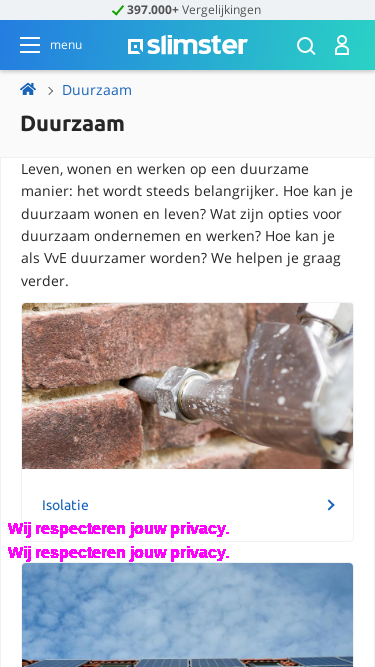 397.000+ Vergelijkingen
menu
slimster
Duurzaam
Duurzaam
Leven, wonen en werken op een duurzame
manier: het wordt steeds belangrijker. Hoe kan je
duurzaam wonen en leven? Wat zijn opties voor
duurzaam ondernemen en werken? Hoe kan je
als VvE duurzamer worden? We helpen je graag
verder.
Isolatie
Wij respecteren jouw privacy.
Wij respecteren jouw privacy.